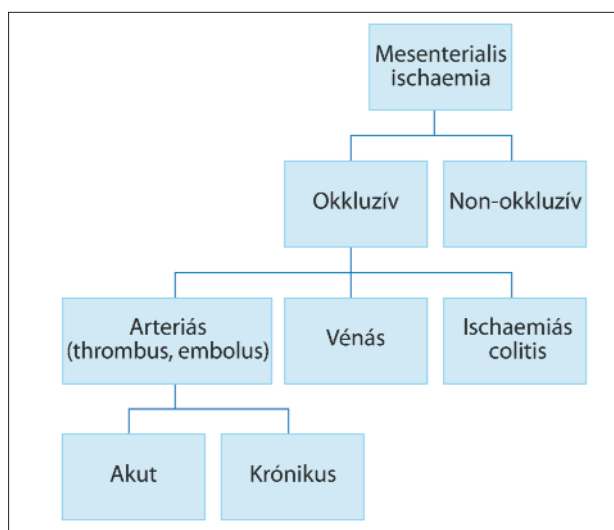 Mesenterialis
ischaemia
Okkluzív
Non-okkluzív
Arteriás
(thrombus, embolus)
Vénás
Ischaemiás
colitis
Akut
Krónikus